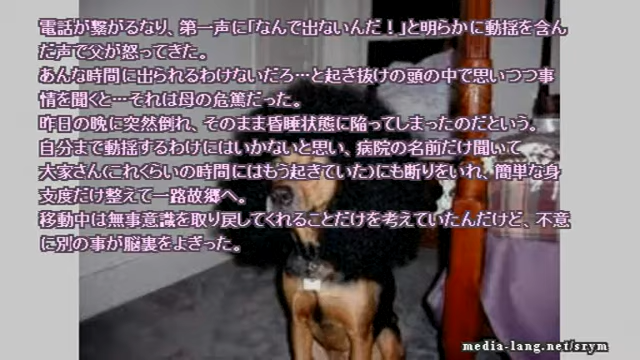 電話が繋がるなり、第一声に「なんで出ないんだ！」と明らかに動揺を含ん
だ声で父が怒ってきた。
あんな時間に出られるわけないだろ…と起き抜けの頭の中で思いつつ事
情を聞くと…それは母の危篤だった。
昨日の晩に突然倒れ、そのまま昏睡状態に陥ってしまったのだという。
自分まで動揺するわけにはいかないと思い、病院の名前だけ聞いて
大家さん(これくらいの時間にはもう起きていた)にも断りをいれ、簡単な身
支度だけ整えて一路故郷へ。
移動中は無事意識を取り戻してくれることだけを考えていたんだけど、不意
に別の事が脳裏をよぎった。
media-lang.net/srym